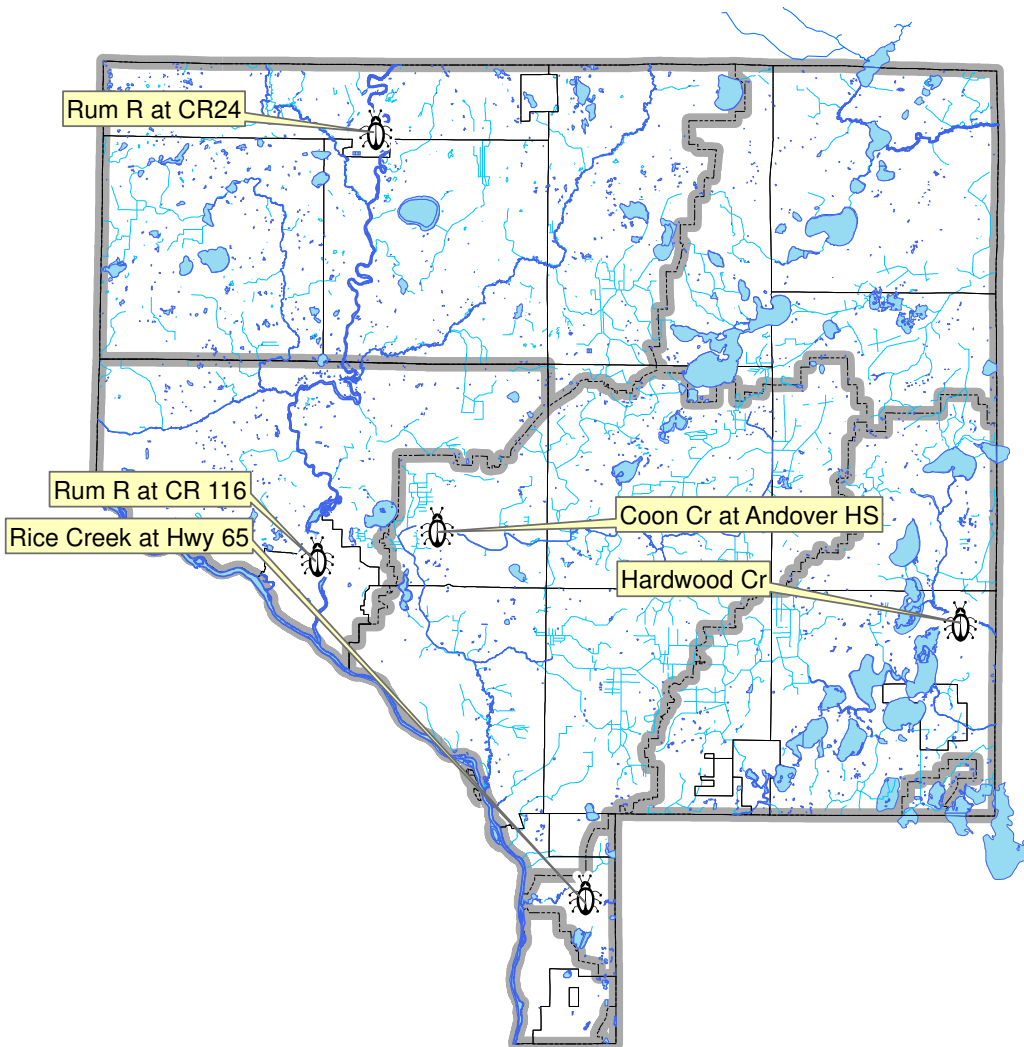 Rum R at CR24
Rum R at CR 116
Rice Creek at Hwy 65
Coon Cr at Andover HS
Hardwood Cr